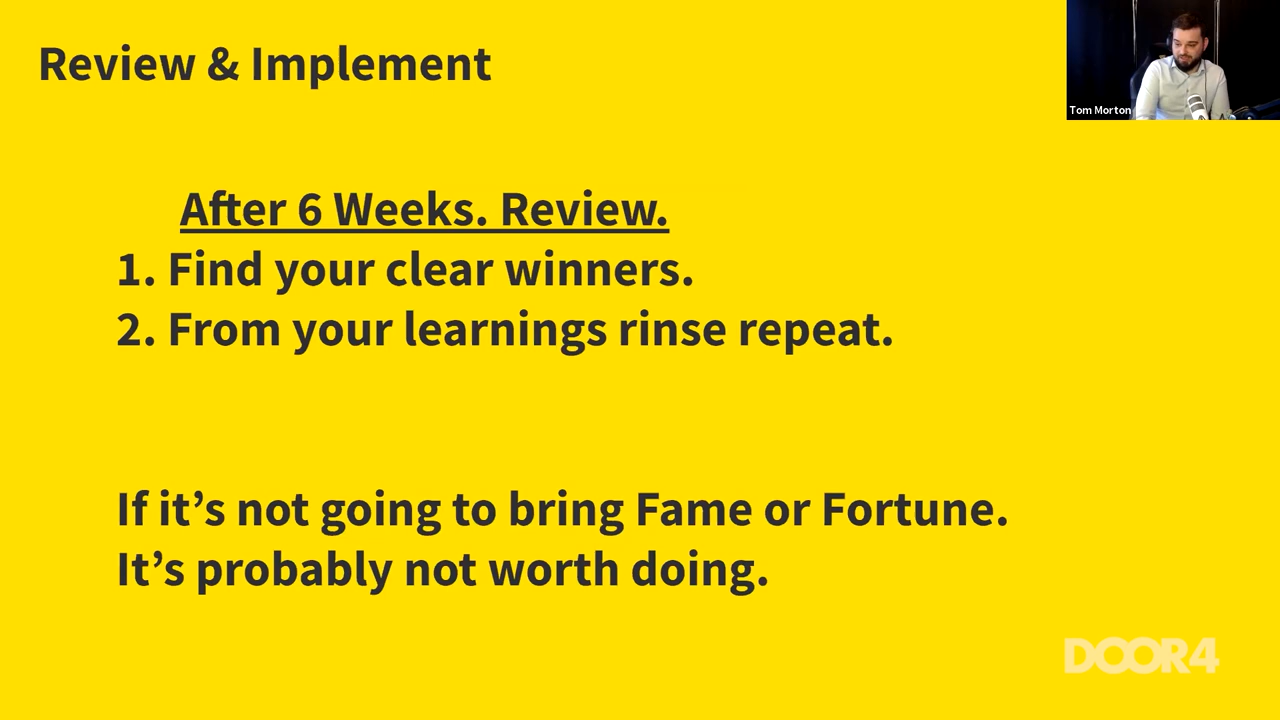 Review & Implement
Tom Morton
After 6 Weeks. Review.
1. Find your clear winners.
2. From your learnings rinse repeat.
If it’s not going to bring Fame or Fortune.
It’s probably not worth doing.
DOOR4